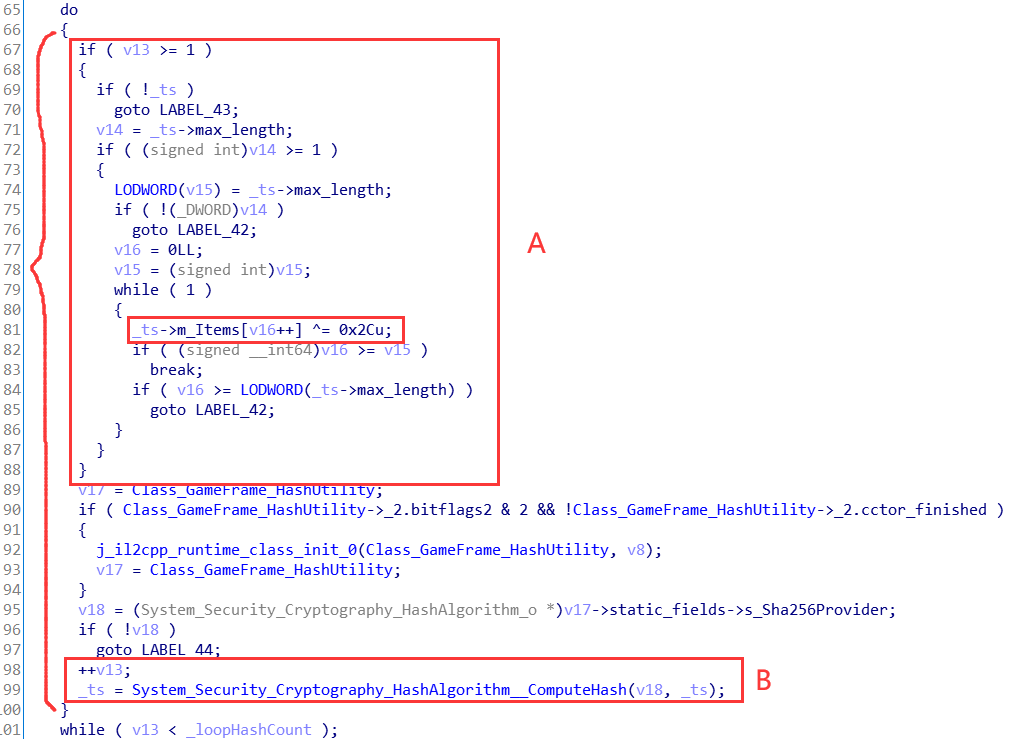 65 do
66 {
67 if ( v13 >= 1 )
68 {
69 if ( !_ts )
70 goto LABEL_43;
71 v14 = _ts->max_length;
72 if ( (signed int)v14 >= 1 )
73 {
74 LODWORD(v15) = _ts->max_length;
75 if ( !(_DWORD)v14 )
76 goto LABEL_42;
77 v16 = 0LL;
78 v15 = (signed int)v15;
79 while ( 1 )
80 {
81 _ts->m_Items[v16++] ^= 0x2Cu;
82 if ( (signed __int64)v16 >= v15 )
83 break;
84 if ( v16 >= LODWORD(_ts->max_length) )
85 goto LABEL_42;
86 }
87 }
88 }
A
89 v17 = Class_GameFrame_HashUtility;
90 if ( Class_GameFrame_HashUtility->_2.bitflags2 & 2 && !Class_GameFrame_HashUtility->_2.cctor_finished )
91 {
92 j_il2cpp_runtime_class_init_0(Class_GameFrame_HashUtility, v8);
93 v17 = Class_GameFrame_HashUtility;
94 }
95 v18 = (System_Security_Cryptography_HashAlgorithm_o *)v17->static_fields->s_Sha256Provider;
96 if ( !v18 )
97 goto LABEL_44;
98 ++v13;
99 _ts = System_Security_Cryptography_HashAlgorithm__ComputeHash(v18, _ts);
B
100 }
101 while ( v13 < _loopHashCount );